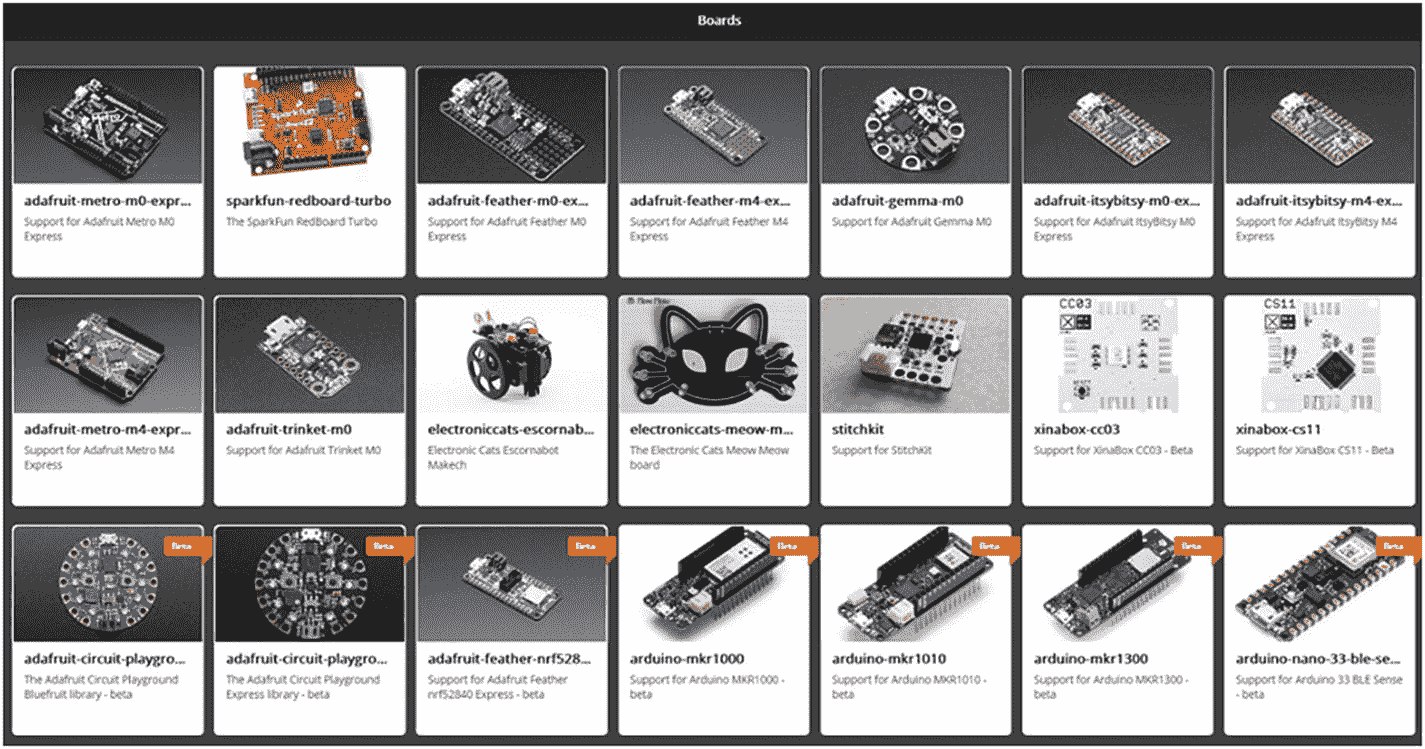 Boards
adafruit-metro-m0-expr...
Support for Adafruit Metro M0
Express
sparkfun-redboard-turbo
The SparkFun RedBoard Turbo
adafruit-feather-m0-ex...
Support for Adafruit Feather M0
Express
adafruit-feather-m4-ex...
Support for Adafruit Feather M4
Express
adafruit-gemma-m0
Support for Adafruit Gemma M0
adafruit-itsybitsy-m0-ex...
Support for Adafruit ItsyBitsy M0
Express
adafruit-itsybitsy-m4-ex...
Support for Adafruit ItsyBitsy M4
Express
adafruit-metro-m4-expr...
Support for Adafruit Metro M4
Express
adafruit-trinket-m0
Support for Adafruit Trinket M0
electroniccats-escornab...
Electronic Cats Escornabot
Makech
electroniccats-meow-m...
The Electronic Cats Meow Meow
board
stitchkit
Support for StitchKit
CC03
xinabox-cc03
Support for XinaBox CC03 - Beta
CS11
xinabox-cs11
Support for XinaBox CS11 - Beta
Beta
adafruit-circuit-playgro...
The Adafruit Circuit Playground
Bluefruit library - beta
Beta
adafruit-circuit-playgro...
The Adafruit Circuit Playground
Express library - beta
Beta
adafruit-feather-nrf528...
Support for Adafruit Feather
nrf52840 Express - beta
Beta
arduino-mkr1000
Support for Arduino MKR1000 -
beta
Beta
arduino-mkr1010
Support for Arduino MKR1010 -
beta
Beta
arduino-mkr1300
Support for Arduino MKR1300 -
beta
Beta
arduino-nano-33-ble-se...
Support for Arduino 33 BLE Sense
- beta